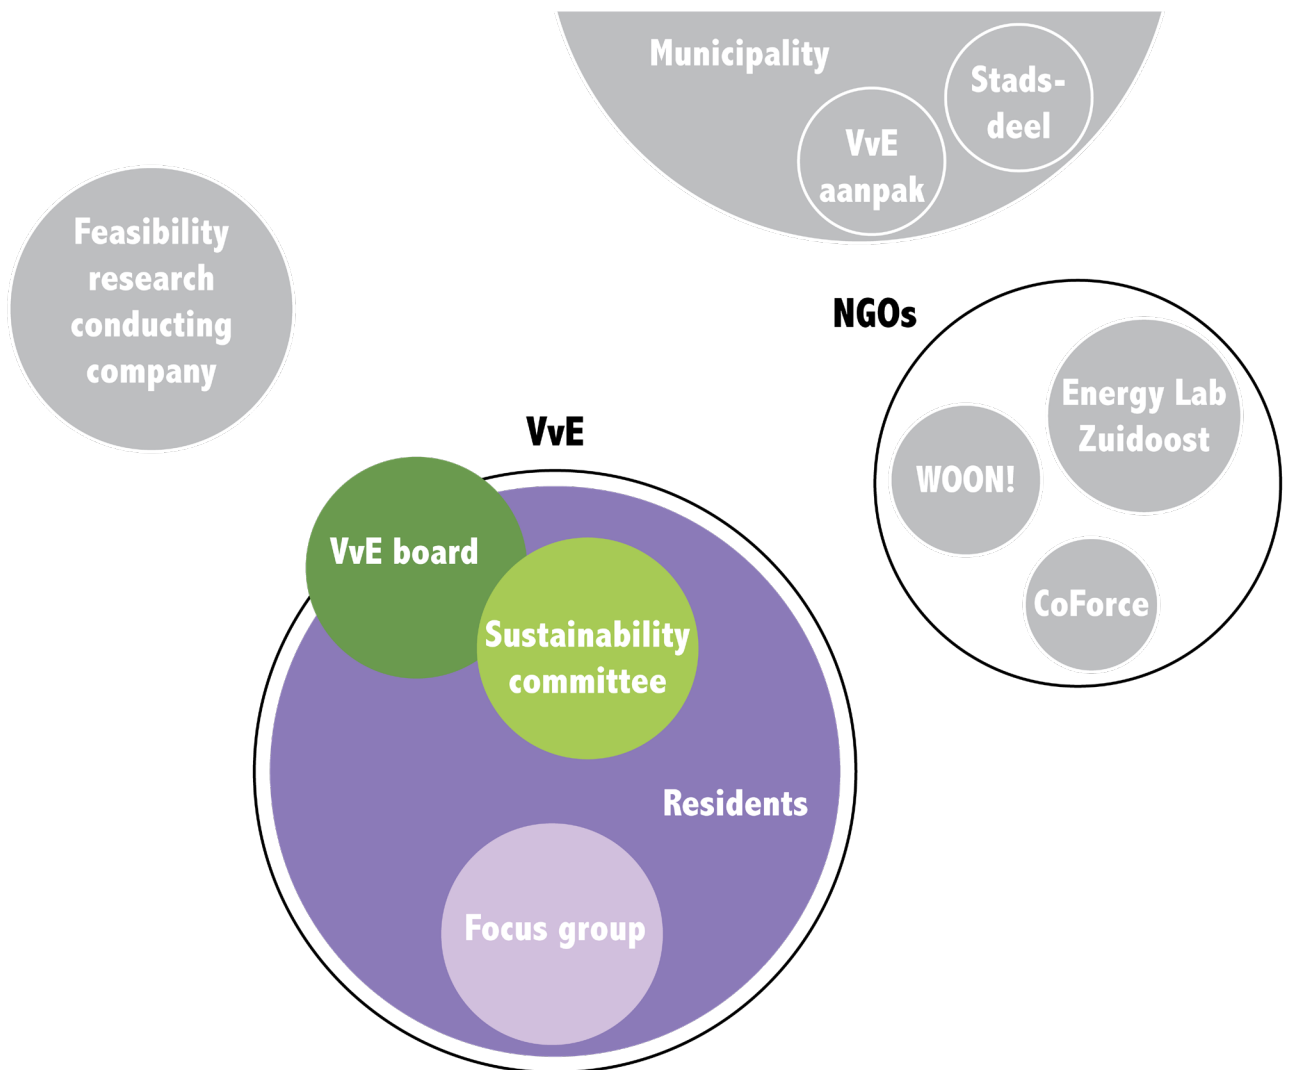 Municipality
Stads-
deel
VvE
aanpak
Feasibility
research
conducting
company
NGOs
Energy Lab
Zuidoost
WOON!
CoForce
VvE
VvE board
Sustainability
committee
Residents
Focus group